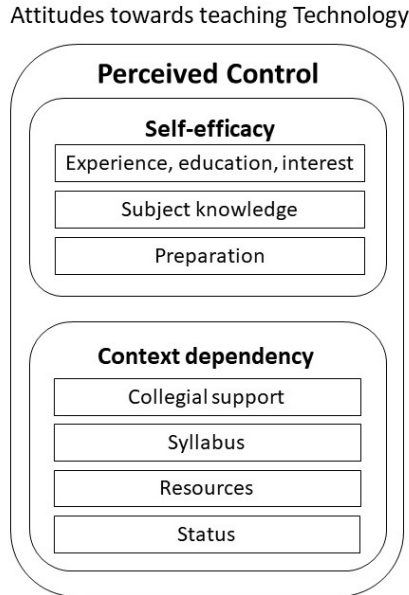 Attitudes towards teaching Technology
Perceived Control
Self-efficacy
Experience, education, interest
Subject knowledge
Preparation
Context dependency
Collegial support
Syllabus
Resources
Status